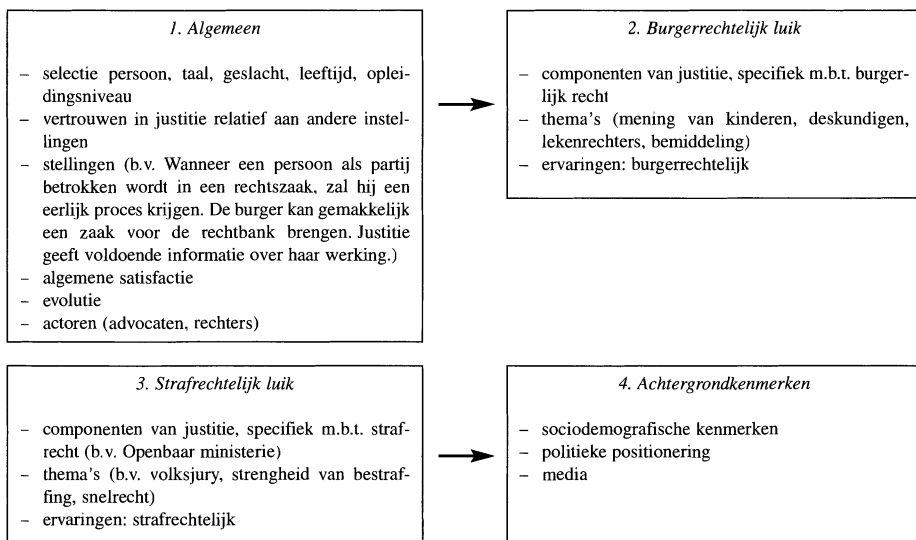 1. Algemeen
– selectie persoon, taal, geslacht, leeftijd, oplei-
dingsniveau
– vertrouwen in justitie relatief aan andere instel-
lingen
– stellingen (b.v. Wanneer een persoon als partij
betrokken wordt in een rechtszaak, zal hij een
eerlijk proces krijgen. De burger kan gemakkelijk
een zaak voor de rechtbank brengen. Justitie
geeft voldoende informatie over haar werking.)
– algemene satisfactie
– evolutie
– actoren (advocaten, rechters)
2. Burgerrechtelijk luik
– componenten van justitie, specifiek m.b.t. burger-
lijk recht
– thema's (mening van kinderen, deskundigen,
lekenrechters, bemiddeling)
– ervaringen: burgerrechtelijk
3. Strafrechtelijk luik
– componenten van justitie, specifiek m.b.t. straf-
recht (b.v. Openbaar ministerie)
– thema's (b.v. volksjury, strengheid van bestraf-
fing, snelrecht)
– ervaringen: strafrechtelijk
4. Achtergrondkenmerken
– sociodemografische kenmerken
– politieke positionering
– media